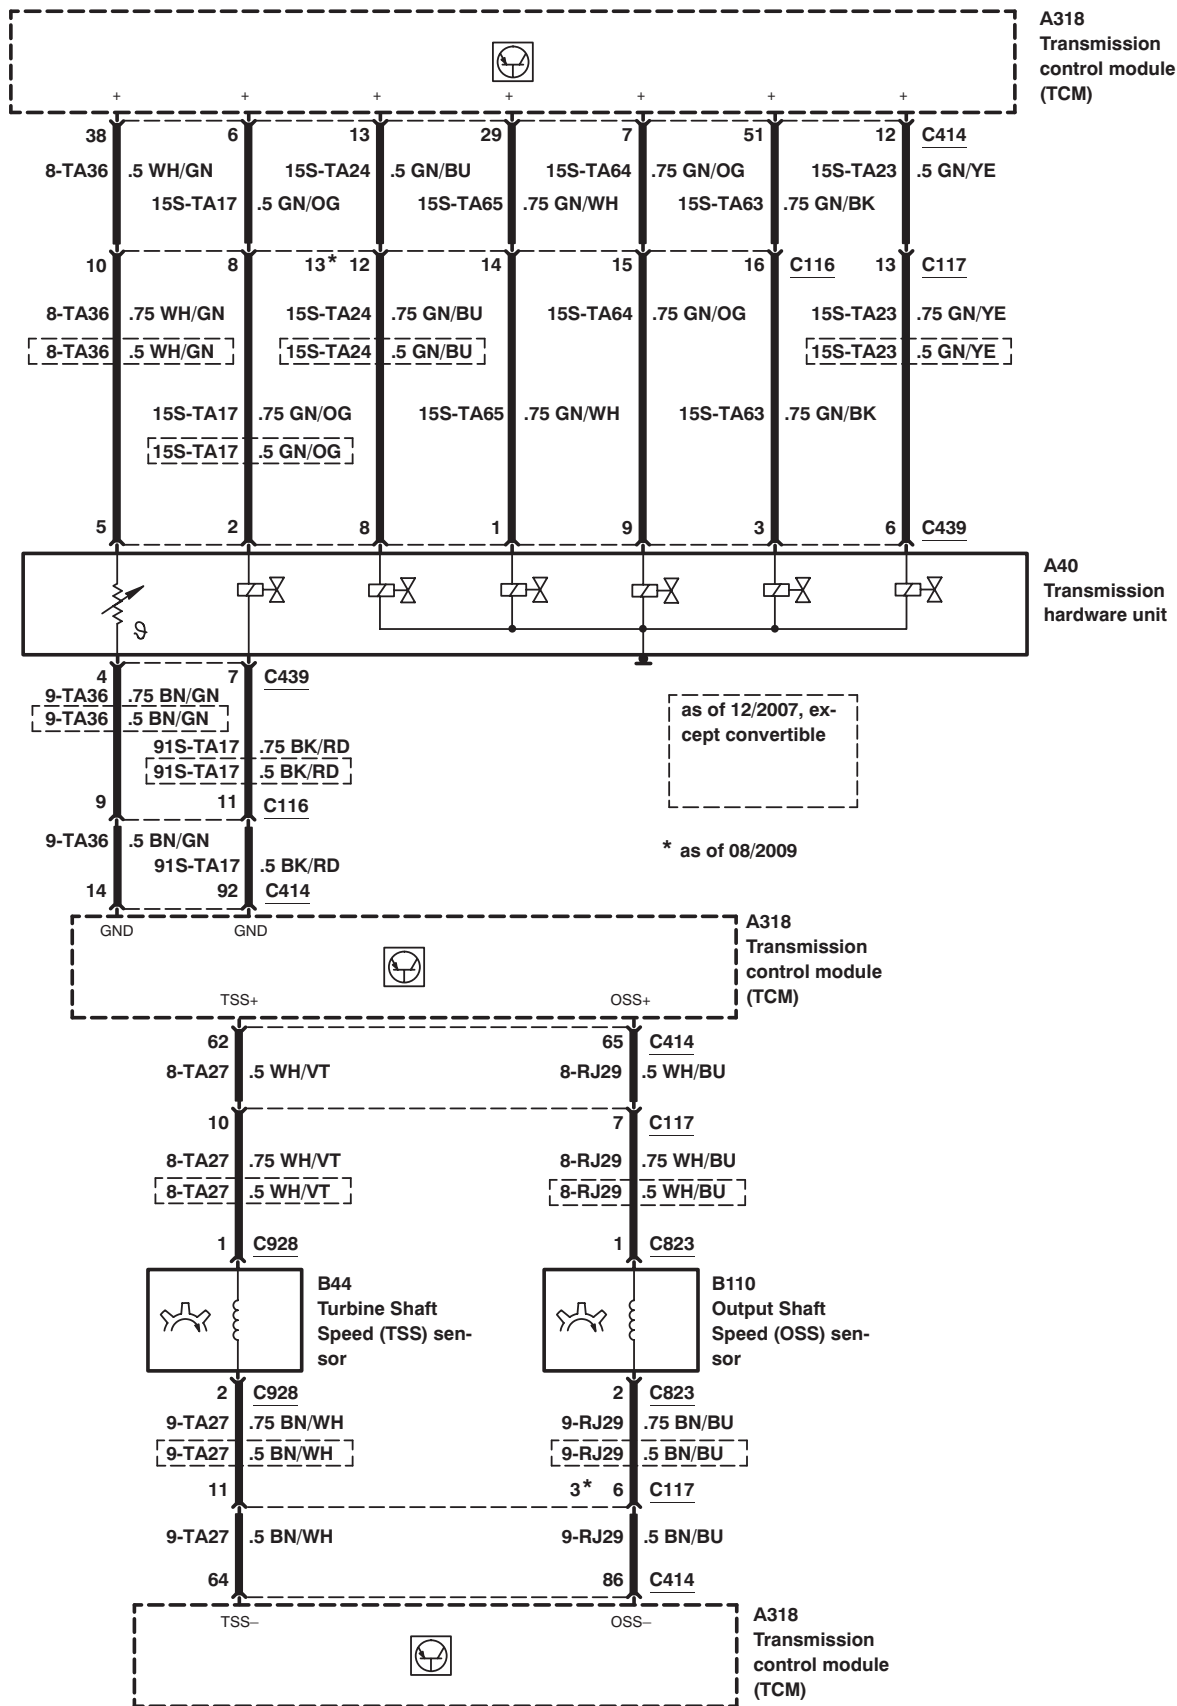 A318
Transmission
control module
(TCM)
+ + + + + + +
38 6 13 29 7 51 12 C414
8-TA36 .5 WH/GN 15S-TA24 .5 GN/BU 15S-TA64 .75 GN/OG 15S-TA23 .5 GN/YE
15S-TA17 .5 GN/OG 15S-TA65 .75 GN/WH 15S-TA63 .75 GN/BK
10 8 13* 12 14 15 16 C116 13 C117
8-TA36 .75 WH/GN 15S-TA24 .75 GN/BU 15S-TA64 .75 GN/OG 15S-TA23 .75 GN/YE
8-TA36 .5 WH/GN 15S-TA24 .5 GN/BU 15S-TA23 .5 GN/YE
15S-TA17 .75 GN/OG 15S-TA65 .75 GN/WH 15S-TA63 .75 GN/BK
15S-TA17 .5 GN/OG
5 2 8 1 9 3 6 C439
A40
Transmission
hardware unit
ϑ
4 7 C439
9-TA36 .75 BN/GN
9-TA36 .5 BN/GN
91S-TA17 .75 BK/RD
91S-TA17 .5 BK/RD
as of 12/2007, ex-
cept convertible
9 11 C116
9-TA36 .5 BN/GN
* as of 08/2009
91S-TA17 .5 BK/RD
14 92 C414
GND GND
A318
Transmission
control module
(TCM)
TSS+ OSS+
62 65 C414
8-TA27 .5 WH/VT 8-RJ29 .5 WH/BU
10 7 C117
8-TA27 .75 WH/VT 8-RJ29 .75 WH/BU
8-TA27 .5 WH/VT 8-RJ29 .5 WH/BU
1 C928 1 C823
B44
Turbine Shaft
Speed (TSS) sen-
sor
B110
Output Shaft
Speed (OSS) sen-
sor
2 C928 2 C823
9-TA27 .75 BN/WH 9-RJ29 .75 BN/BU
9-TA27 .5 BN/WH 9-RJ29 .5 BN/BU
11 3* 6 C117
9-TA27 .5 BN/WH 9-RJ29 .5 BN/BU
64 86 C414
TSS– OSS–
A318
Transmission
control module
(TCM)